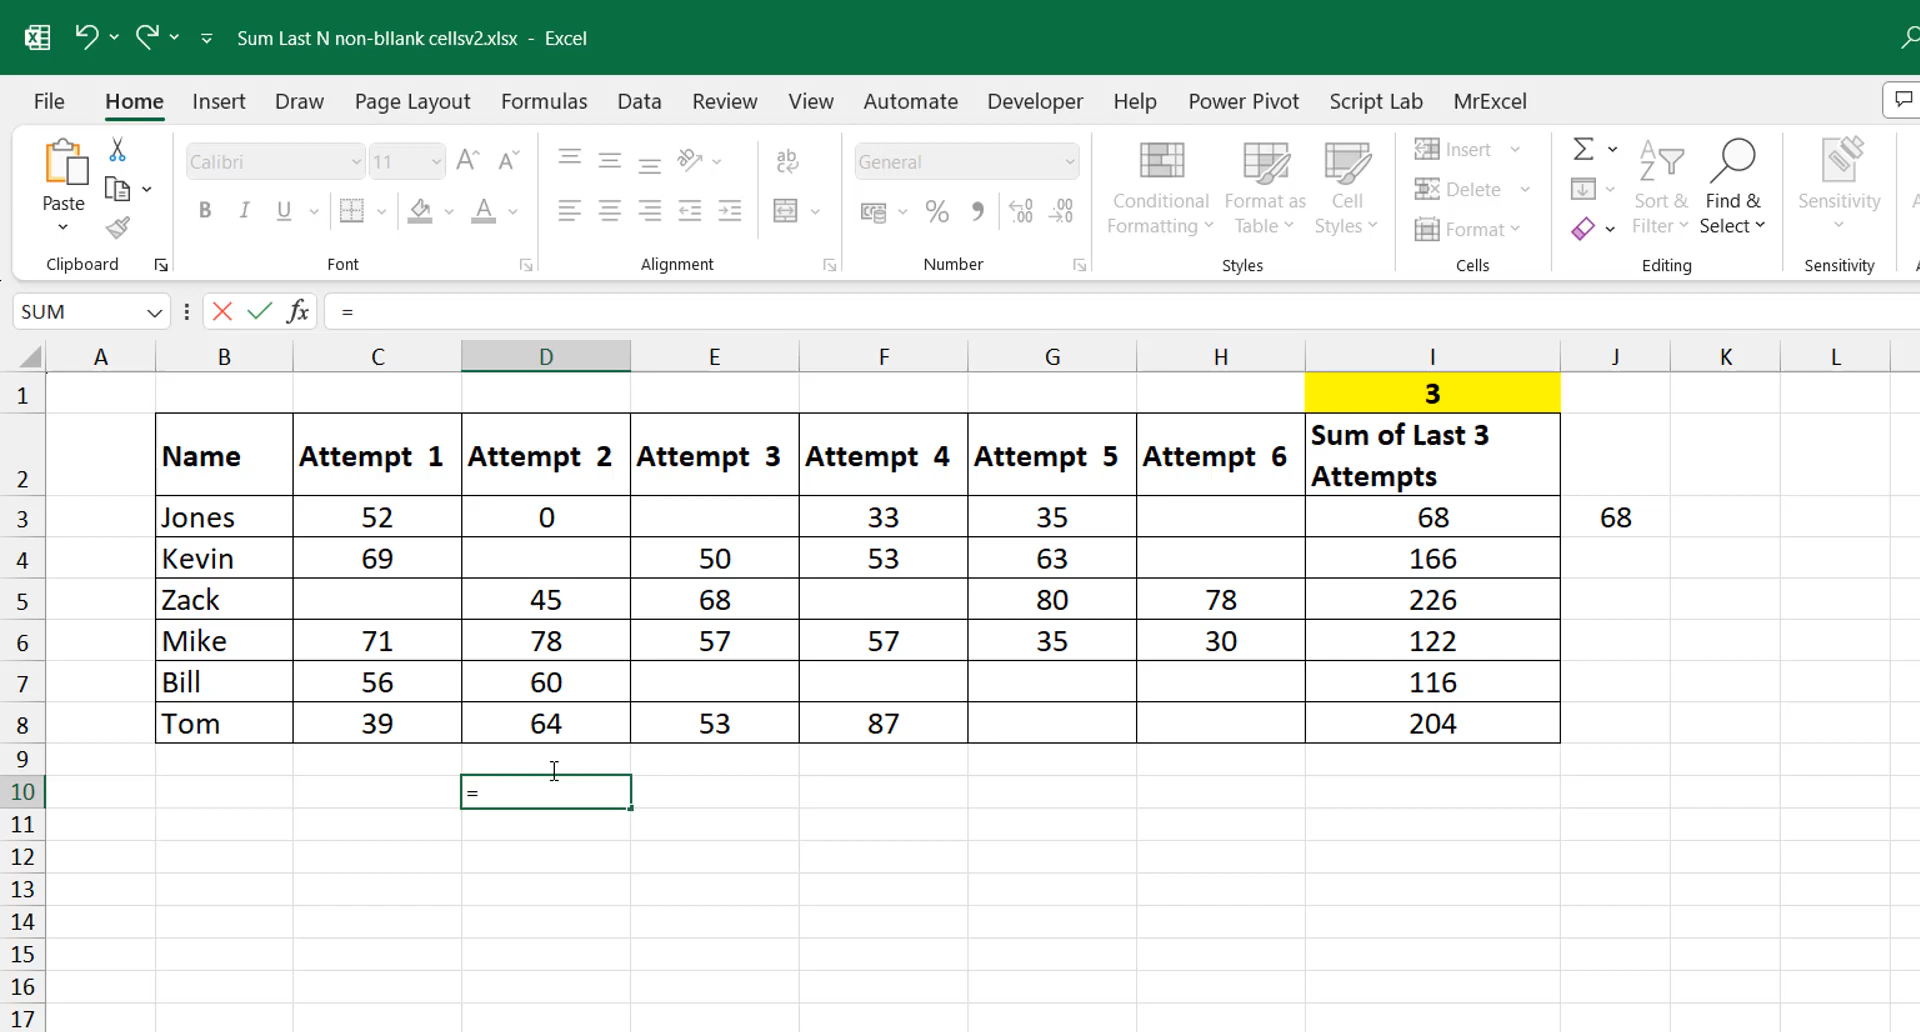 Sum Last N non-bllank cellsv2.xlsx - Excel
File Home Insert Draw Page Layout Formulas Data Review View Automate Developer Help Power Pivot Script Lab MrExcel
Paste
Clipboard
Calibri 11
B I U A
Font
ab
Alignment
General
%
Number
Conditional Formatting
Format as Table
Cell Styles
Styles
Insert
Delete
Format
Cells
Sort & Filter
Find & Select
Editing
Sensitivity
Sensitivity
SUM fx =
A B C D E F G H I J K L
1 3
2 Name Attempt 1 Attempt 2 Attempt 3 Attempt 4 Attempt 5 Attempt 6 Sum of Last 3 Attempts
3 Jones 52 0 33 35 68 68
4 Kevin 69 50 53 63 166
5 Zack 45 68 80 78 226
6 Mike 71 78 57 57 35 30 122
7 Bill 56 60 116
8 Tom 39 64 53 87 204
9
10 =
11
12
13
14
15
16
17